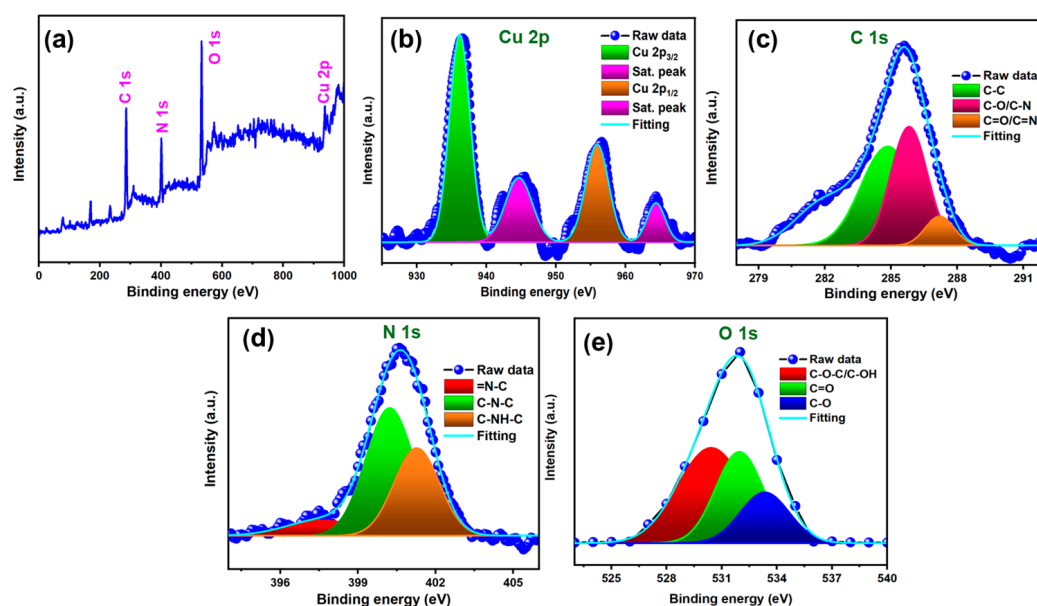 (a)
C 1s
N 1s
O 1s
Cu 2p
Intensity (a.u.)
0 200 400 600 800 1000
Binding energy (eV)
(b)
Cu 2p
Raw data
Cu 2p3/2
Sat. peak
Cu 2p1/2
Sat. peak
Fitting
Intensity (a.u.)
930 940 950 960 970
Binding energy (eV)
(c)
C 1s
Raw data
C-C
C-O/C-N
C=O/C=N
Fitting
Intensity (a.u.)
279 282 285 288 291
Binding energy (eV)
(d)
N 1s
Raw data
=N-C
C-N-C
C-NH-C
Fitting
Intensity (a.u.)
396 399 402 405
Binding energy (eV)
(e)
O 1s
Raw data
C-O-C/C-OH
C=O
C-O
Fitting
Intensity (a.u.)
525 528 531 534 537 540
Binding energy (eV)